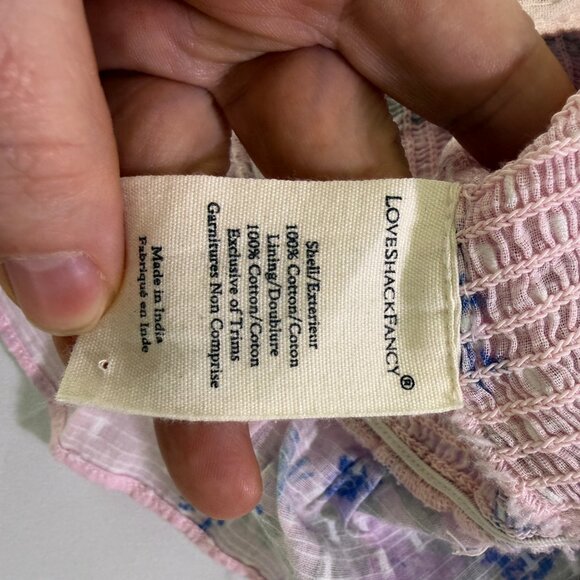 LOVESHACKFANCY®
Shell/Exterieur
100% Cotton/Coton
Lining/Doublure
100% Cotton/Coton
Exclusive of Trims
Garnitures Non Comprise
Made in India
Fabriqué en Inde